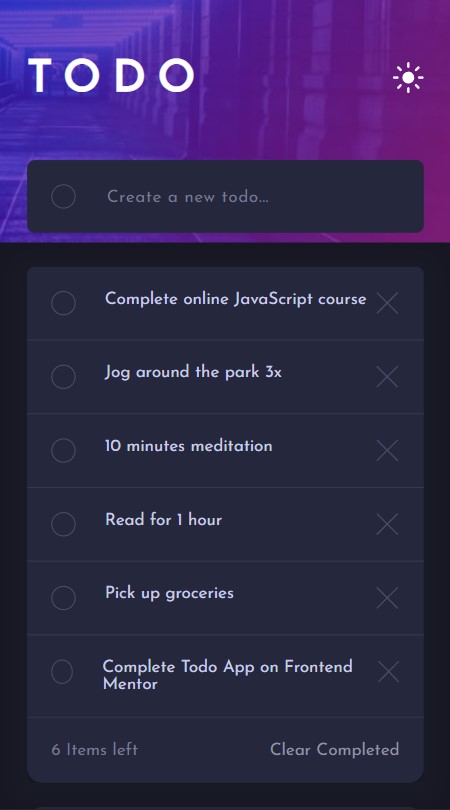 TODO
Create a new todo...
Complete online JavaScript course
Jog around the park 3x
10 minutes meditation
Read for 1 hour
Pick up groceries
Complete Todo App on Frontend
Mentor
6 Items left
Clear Completed